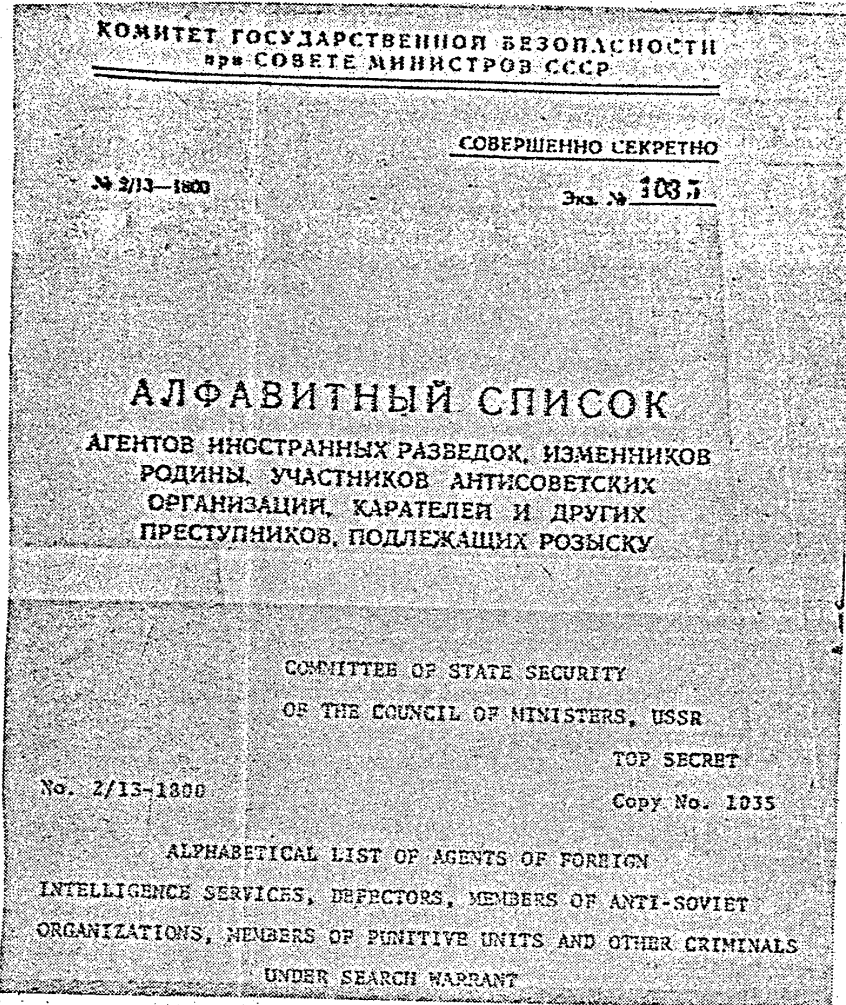 КОМИТЕТ ГОСУДАРСТВЕННОЙ БЕЗОПАСНОСТИ
при СОВЕТЕ МИНИСТРОВ СССР
СОВЕРШЕННО СЕКРЕТНО
№ 2/13—1800
Экз. № 1035
АЛФАВИТНЫЙ СПИСОК
АГЕНТОВ ИНОСТРАННЫХ РАЗВЕДОК, ИЗМЕННИКОВ
РОДИНЫ, УЧАСТНИКОВ АНТИСОВЕТСКИХ
ОРГАНИЗАЦИЙ, КАРАТЕЛЕЙ И ДРУГИХ
ПРЕСТУПНИКОВ, ПОДЛЕЖАЩИХ РОЗЫСКУ
COMMITTEE OF STATE SECURITY
OF THE COUNCIL OF MINISTERS, USSR
TOP SECRET
No. 2/13-1800
Copy No. 1035
ALPHABETICAL LIST OF AGENTS OF FOREIGN
INTELLIGENCE SERVICES, DEFECTORS, MEMBERS OF ANTI-SOVIET
ORGANIZATIONS, MEMBERS OF PUNITIVE UNITS AND OTHER CRIMINALS
UNDER SEARCH WARRANT